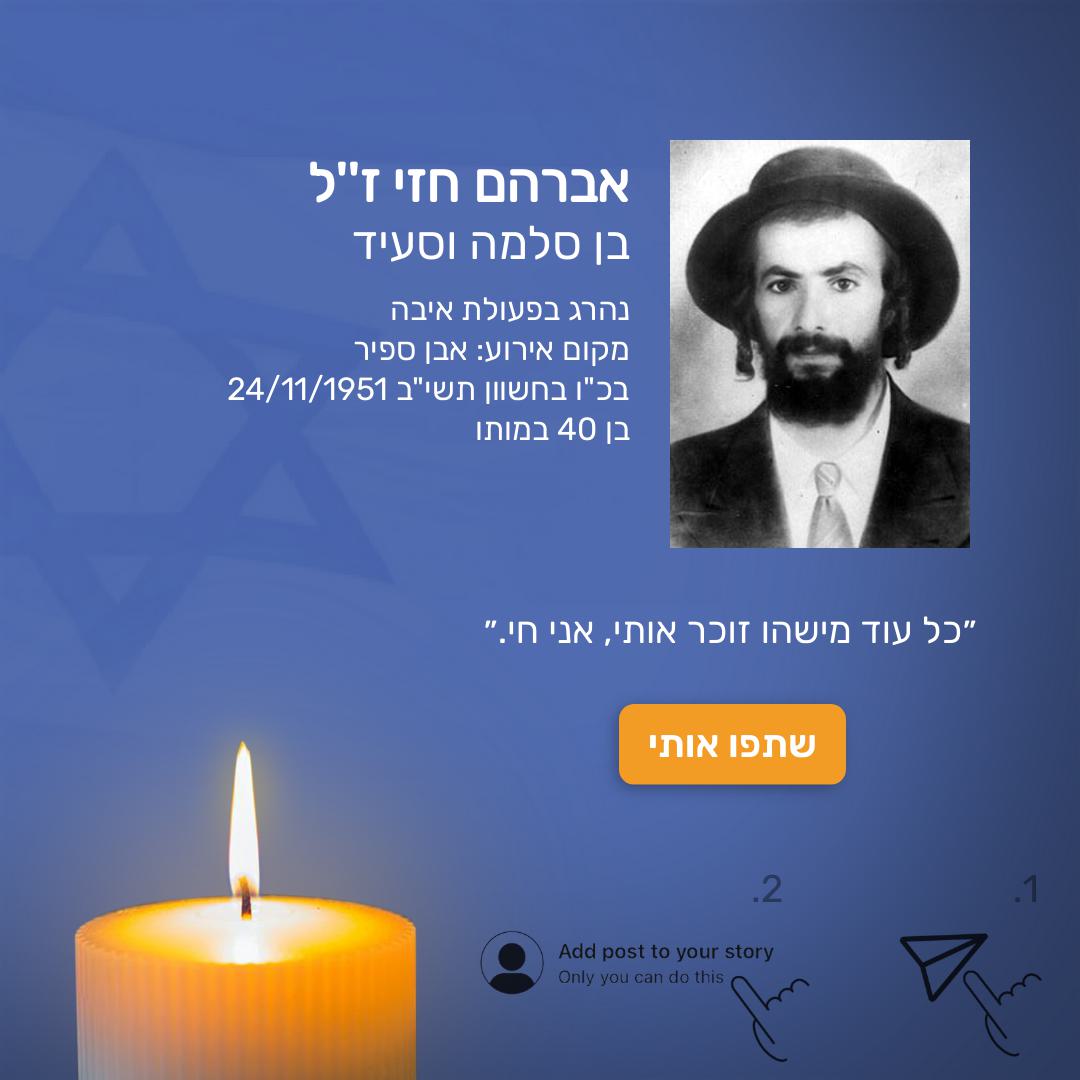 אברהם חזי ז"ל
בן סלמה וסעיד
נהרג בפעולת איבה
מקום אירוע: אבן ספיר
בכ"ו בחשוון תשי"ב 24/11/1951
בן 40 במותו
״כל עוד מישהו זוכר אותי, אני חי.״
שתפו אותי
.1
.2
Add post to your story
Only you can do this